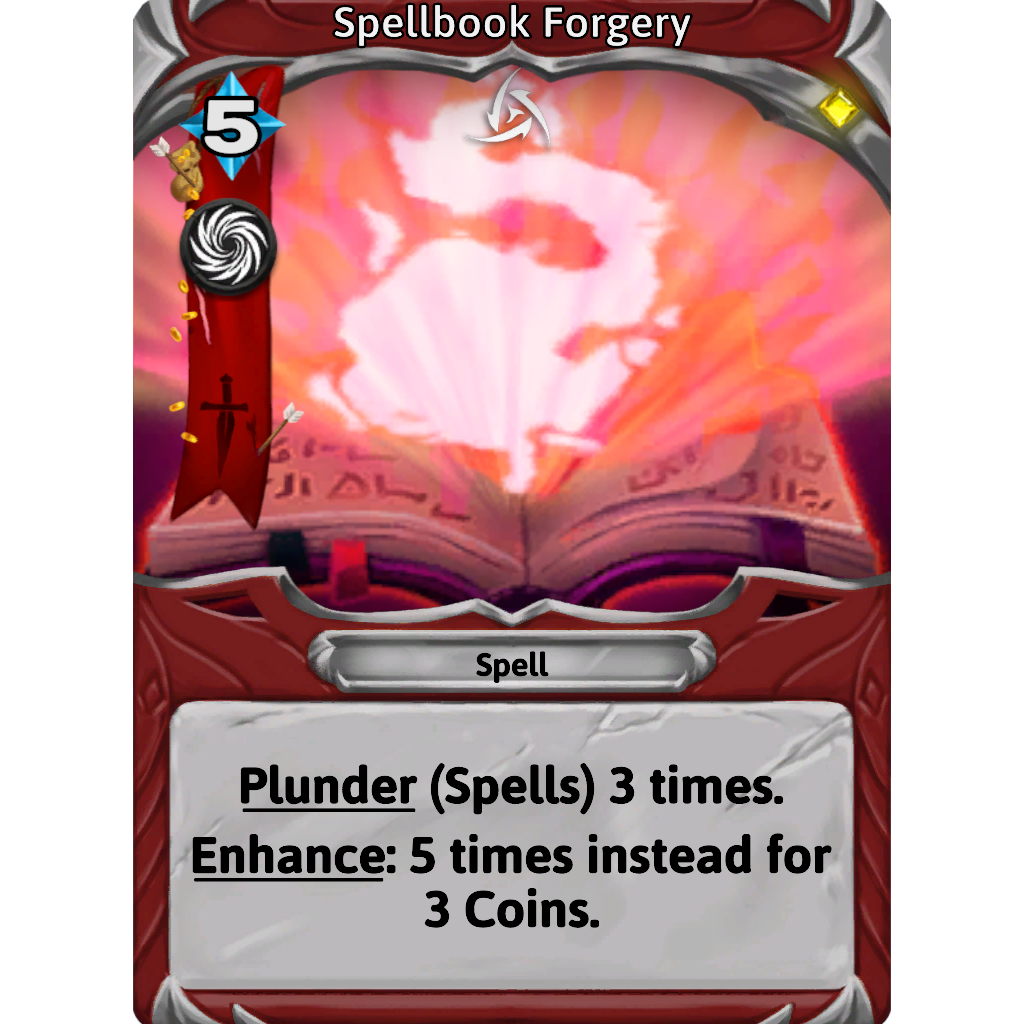 Spellbook Forgery
5
Spell
Plunder (Spells) 3 times.
Enhance: 5 times instead for
3 Coins.